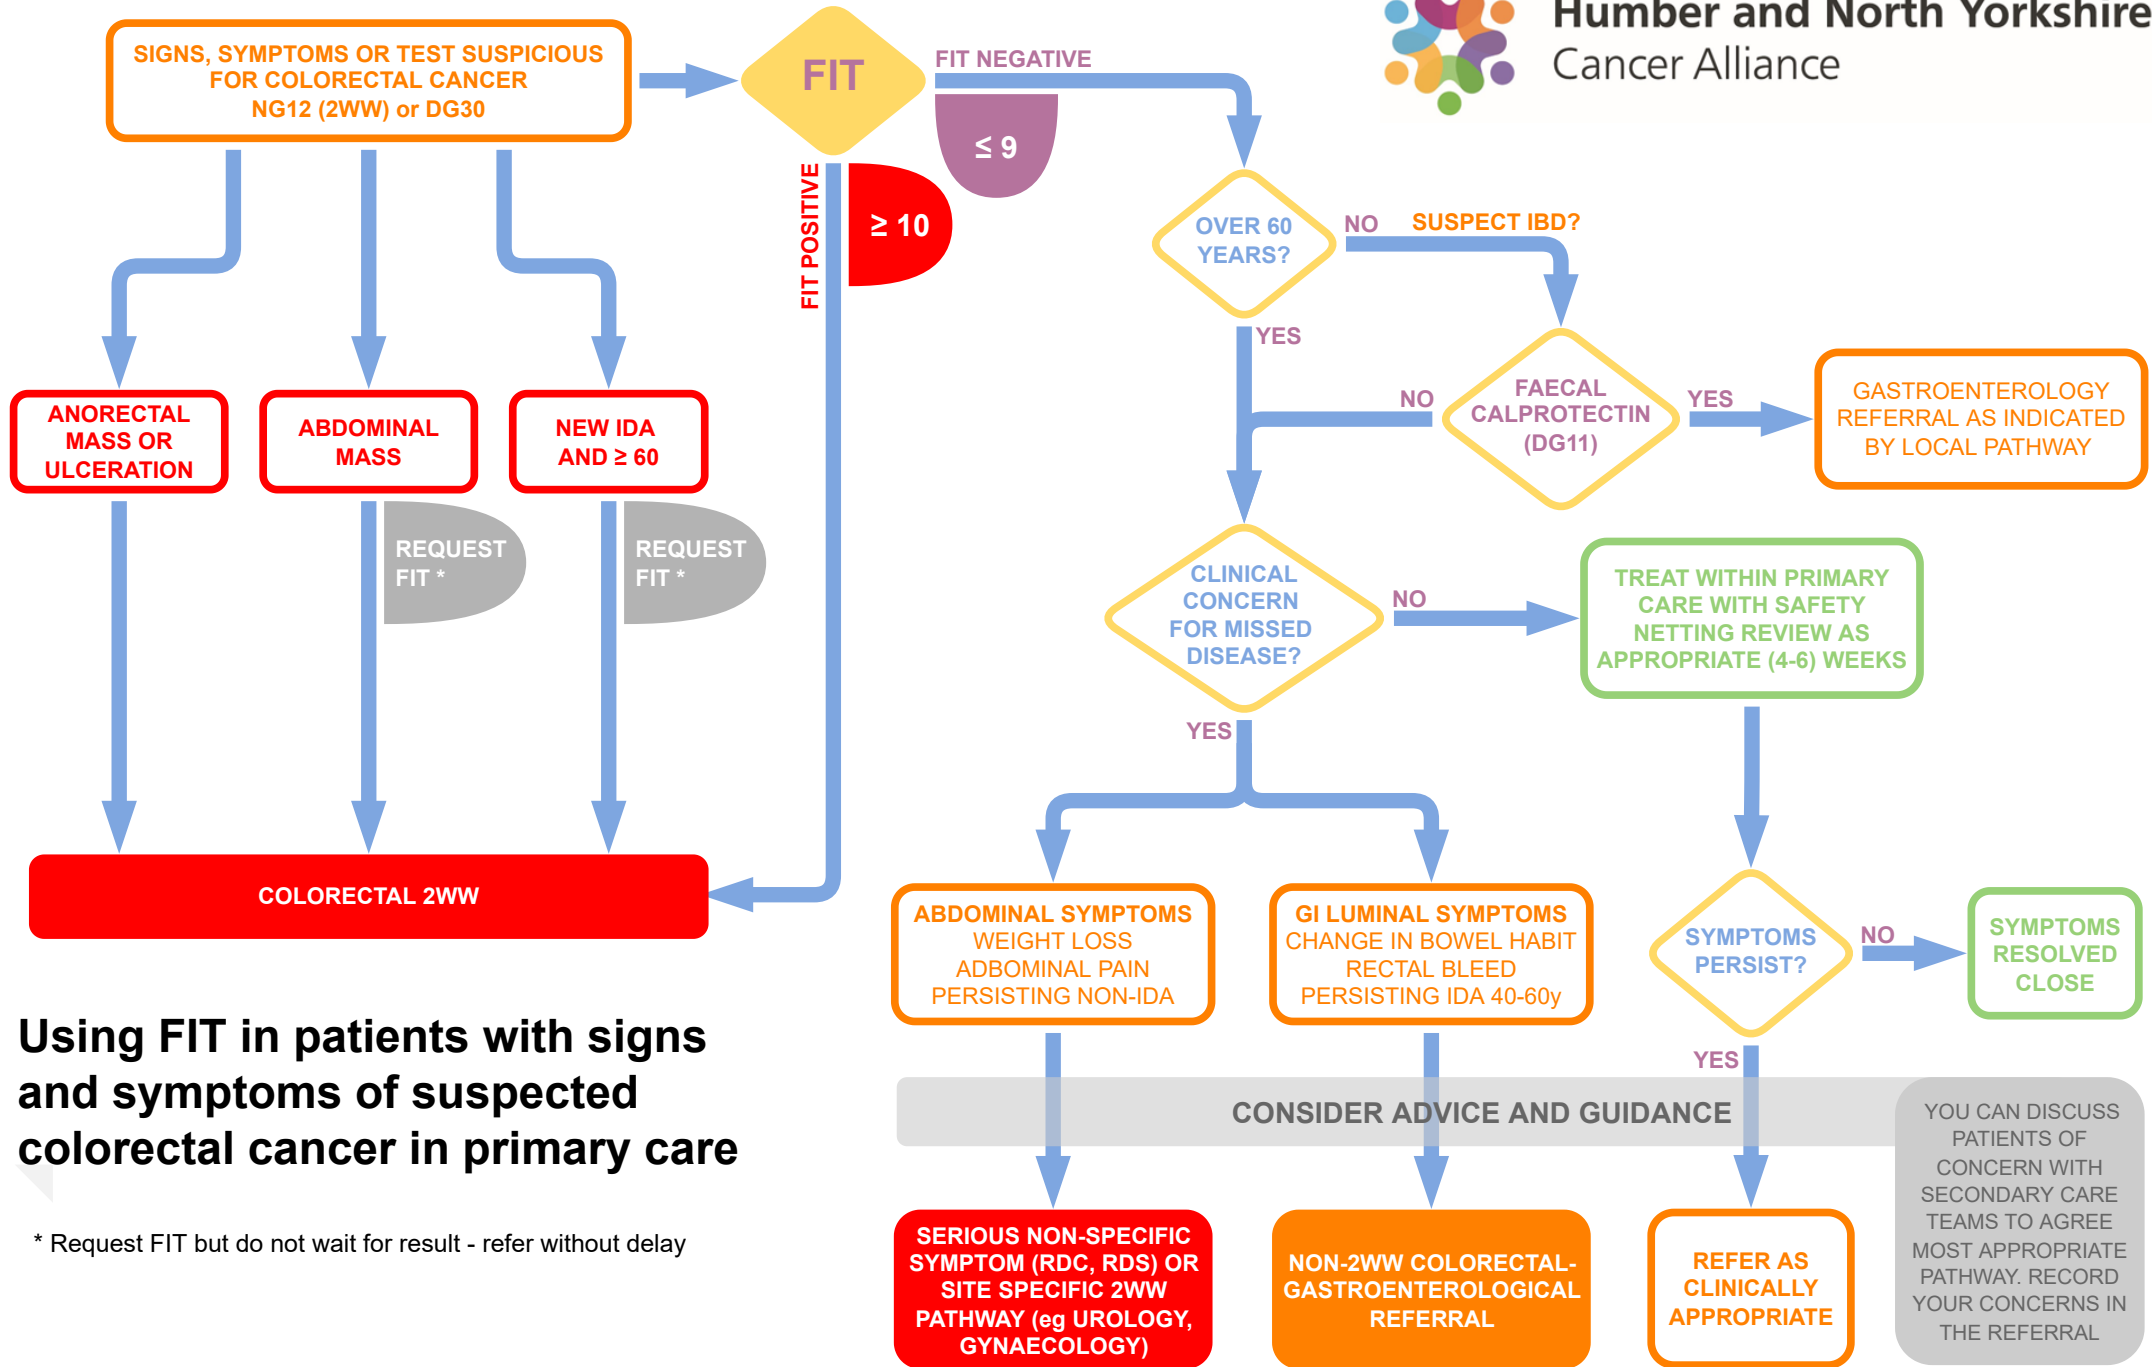 Humber and North Yorkshire
Cancer Alliance
SIGNS, SYMPTOMS OR TEST SUSPICIOUS
FOR COLORECTAL CANCER
NG12 (2WW) or DG30
FIT
FIT NEGATIVE
≤ 9
FIT POSITIVE
≥ 10
OVER 60
YEARS?
NO
SUSPECT IBD?
YES
FAECAL
CALPROTECTIN
(DG11)
NO
YES
GASTROENTEROLOGY
REFERRAL AS INDICATED
BY LOCAL PATHWAY
ANORECTAL
MASS OR
ULCERATION
ABDOMINAL
MASS
NEW IDA
AND ≥ 60
REQUEST
FIT *
REQUEST
FIT *
CLINICAL
CONCERN
FOR MISSED
DISEASE?
NO
TREAT WITHIN PRIMARY
CARE WITH SAFETY
NETTING REVIEW AS
APPROPRIATE (4-6) WEEKS
YES
COLORECTAL 2WW
ABDOMINAL SYMPTOMS
WEIGHT LOSS
ADBOMINAL PAIN
PERSISTING NON-IDA
GI LUMINAL SYMPTOMS
CHANGE IN BOWEL HABIT
RECTAL BLEED
PERSISTING IDA 40-60y
SYMPTOMS
PERSIST?
NO
SYMPTOMS
RESOLVED
CLOSE
YES
Using FIT in patients with signs
and symptoms of suspected
colorectal cancer in primary care
* Request FIT but do not wait for result - refer without delay
CONSIDER ADVICE AND GUIDANCE
YOU CAN DISCUSS
PATIENTS OF
CONCERN WITH
SECONDARY CARE
TEAMS TO AGREE
MOST APPROPRIATE
PATHWAY. RECORD
YOUR CONCERNS IN
THE REFERRAL
SERIOUS NON-SPECIFIC
SYMPTOM (RDC, RDS) OR
SITE SPECIFIC 2WW
PATHWAY (eg UROLOGY,
GYNAECOLOGY)
NON-2WW COLORECTAL-
GASTROENTEROLOGICAL
REFERRAL
REFER AS
CLINICALLY
APPROPRIATE